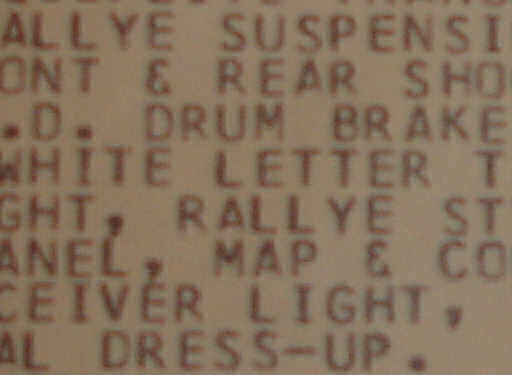 ALLYE SUSPENSI
ONT & REAR SHO
.D. DRUM BRAKE
WHITE LETTER T
GHT, RALLYE ST
ANEL, MAP & CO
CEIVER LIGHT,
AL DRESS-UP.